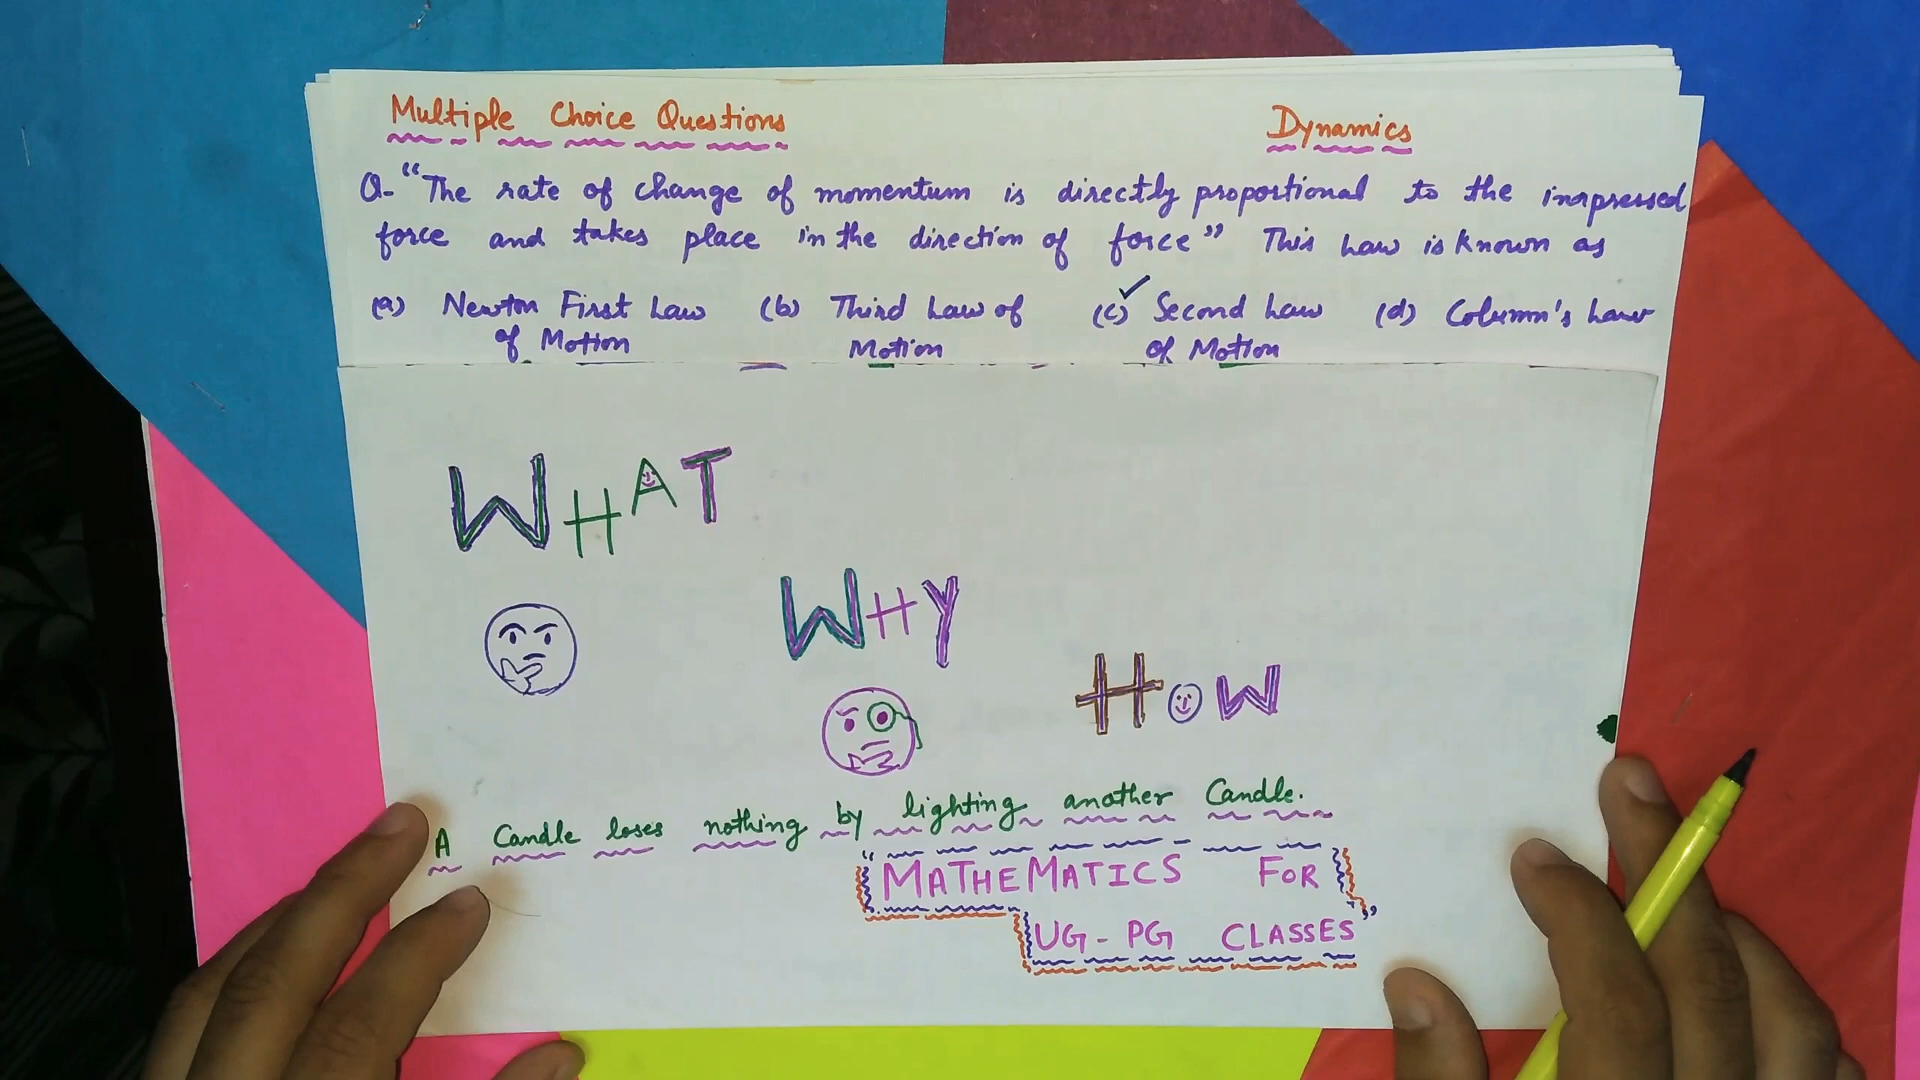 Multiple Choice Questions
Dynamics
Q- "The rate of change of momentum is directly proportional to the impressed
force and takes place in the direction of force" This Law is known as
(a) Newton First Law of Motion
(b) Third Law of Motion
(c) Second Law of Motion
(d) Column's Law
WHAT
WHY
HOW
A Candle loses nothing by lighting another Candle.
"MATHEMATICS FOR
UG-PG CLASSES"